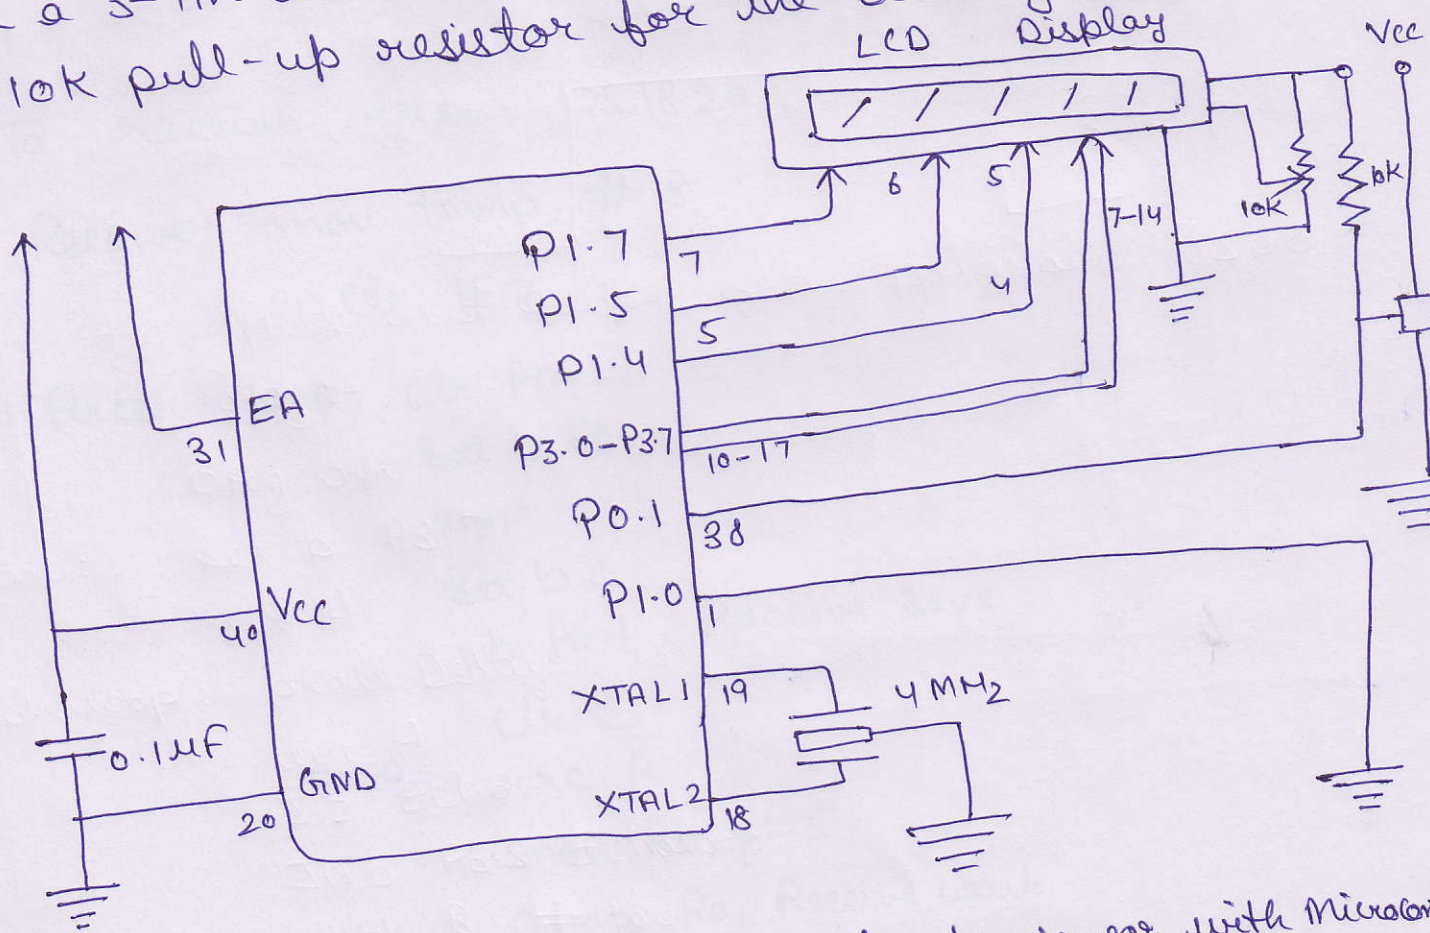 a 3-
10K pull-up resistor for the
LCD Display
Vcc
6
5
7-14
10K
10K
P1.7
7
P1.5
5
4
P1.4
EA
31
P3.0-P3.7
10-17
P0.1
38
Vcc
40
P1.0
1
XTAL1
19
4 MHz
0.1µF
GND
20
XTAL2
18
with Microcon